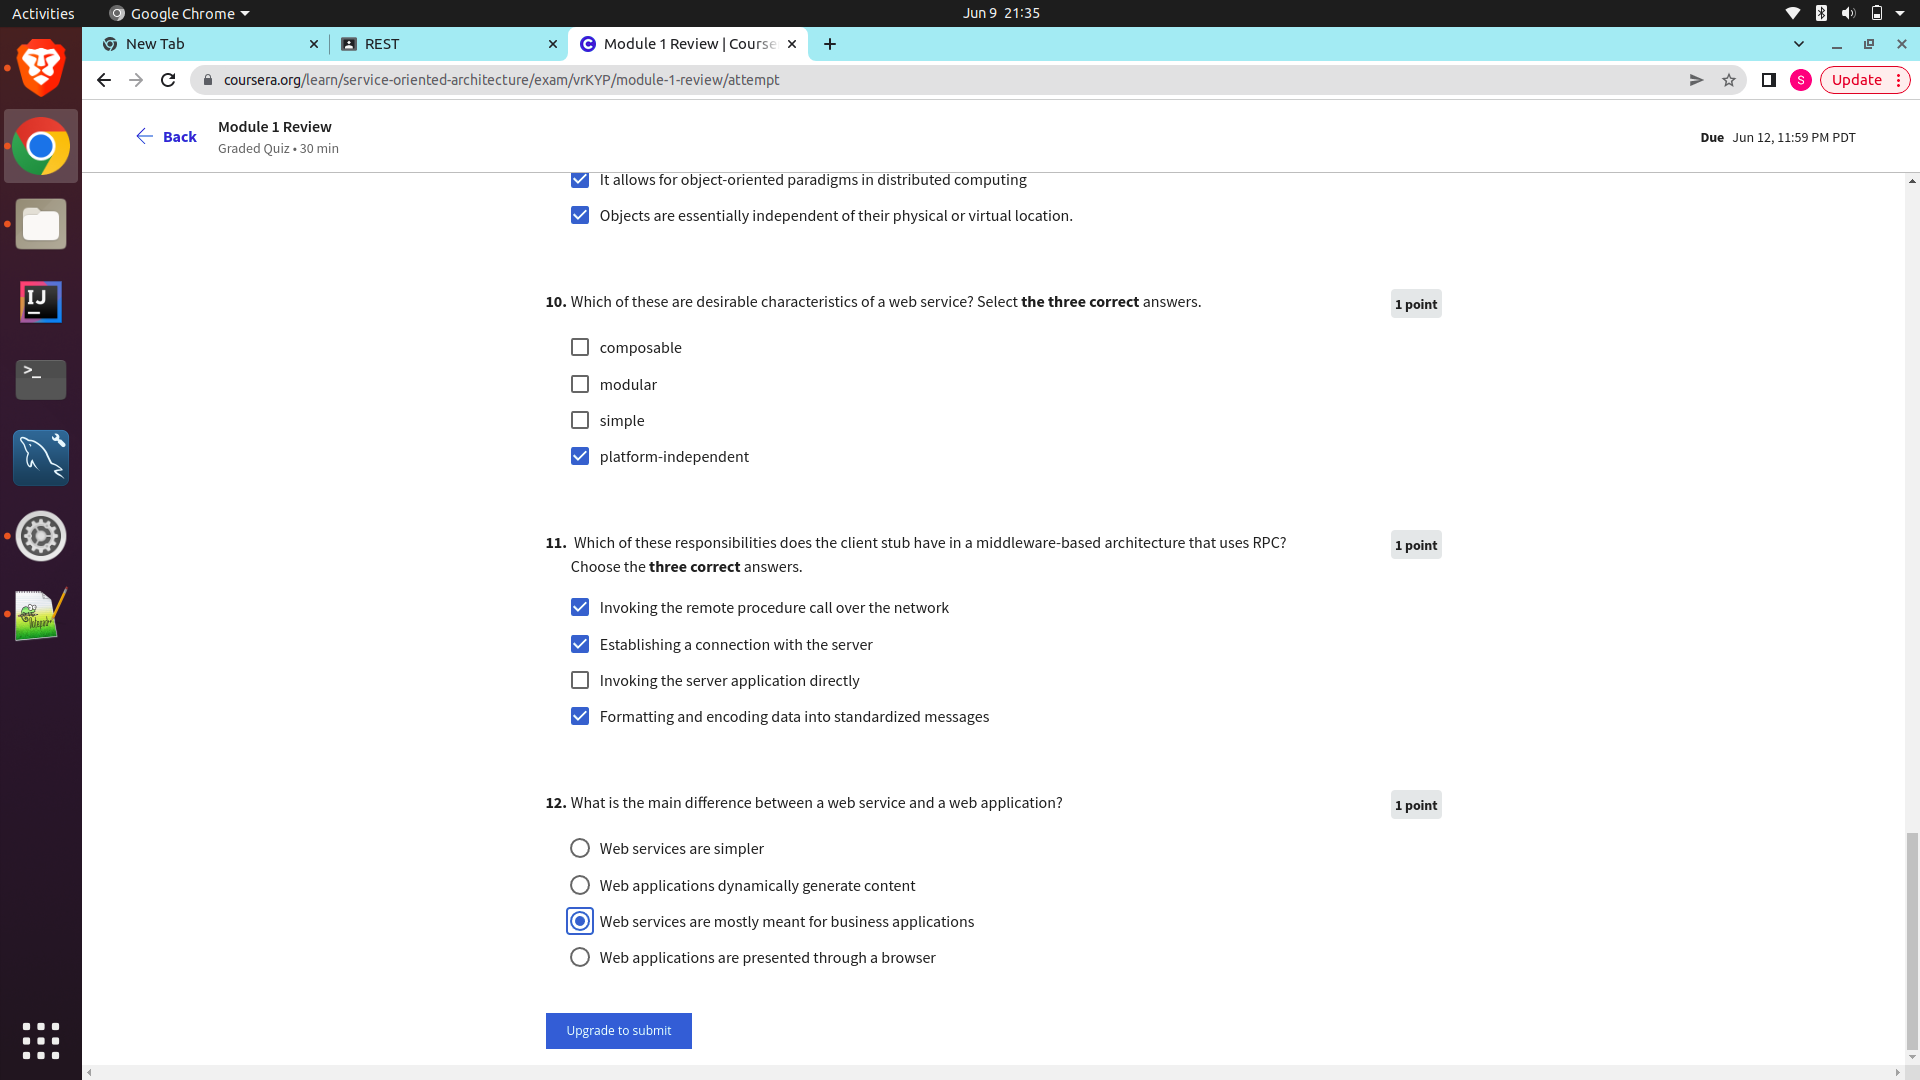 Activities
Google Chrome
Jun 9 21:35
New Tab
REST
Module 1 Review | Course
coursera.org/learn/service-oriented-architecture/exam/vrKYP/module-1-review/attempt
S
Update
Back
Module 1 Review
Graded Quiz • 30 min
Due Jun 12, 11:59 PM PDT
It allows for object-oriented paradigms in distributed computing
Objects are essentially independent of their physical or virtual location.
10. Which of these are desirable characteristics of a web service? Select the three correct answers.
1 point
composable
modular
simple
platform-independent
11. Which of these responsibilities does the client stub have in a middleware-based architecture that uses RPC?
Choose the three correct answers.
1 point
Invoking the remote procedure call over the network
Establishing a connection with the server
Invoking the server application directly
Formatting and encoding data into standardized messages
12. What is the main difference between a web service and a web application?
1 point
Web services are simpler
Web applications dynamically generate content
Web services are mostly meant for business applications
Web applications are presented through a browser
Upgrade to submit
IJ
>_